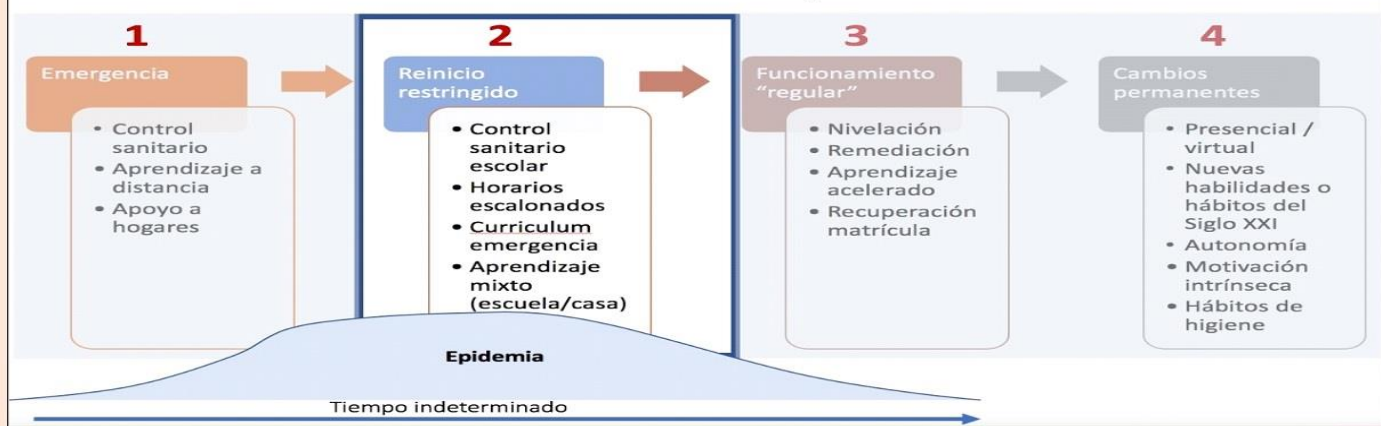 1
Emergencia
• Control
sanitario
• Aprendizaje a
distancia
• Apoyo a
hogares
2
Reinicio
restringido
• Control
sanitario
escolar
• Horarios
escalonados
• Curriculum
emergencia
• Aprendizaje
mixto
(escuela/casa)
3
Funcionamiento
“regular”
• Nivelación
• Remediación
• Aprendizaje
acelerado
• Recuperación
matrícula
4
Cambios
permanentes
• Presencial /
virtual
• Nuevas
habilidades o
hábitos del
Siglo XXI
• Autonomía
• Motivación
intrínseca
• Hábitos de
higiene
Epidemia
Tiempo indeterminado